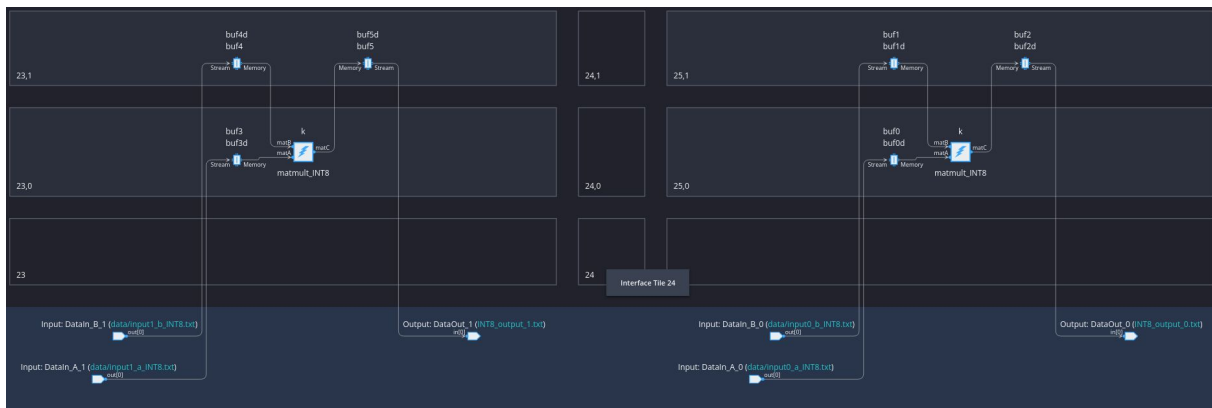 buf4d
buf4
buf5d
buf5
buf1
buf1d
buf2
buf2d
Stream
Memory
Memory
Stream
Stream
Memory
Memory
Stream
23,1
24,1
25,1
buf3
buf3d
k
buf0
buf0d
k
matB
matA
matC
matB
matA
matC
Stream
Memory
Stream
Memory
matmult_INT8
matmult_INT8
23,0
24,0
25,0
23
24
Interface Tile 24
Input: DataIn_B_1 (data/input1_b_INT8.txt)
out[0]
Output: DataOut_1 (INT8_output_1.txt)
in[0]
Input: DataIn_B_0 (data/input0_b_INT8.txt)
out[0]
Output: DataOut_0 (INT8_output_0.txt)
in[0]
Input: DataIn_A_1 (data/input1_a_INT8.txt)
out[0]
Input: DataIn_A_0 (data/input0_a_INT8.txt)
out[0]